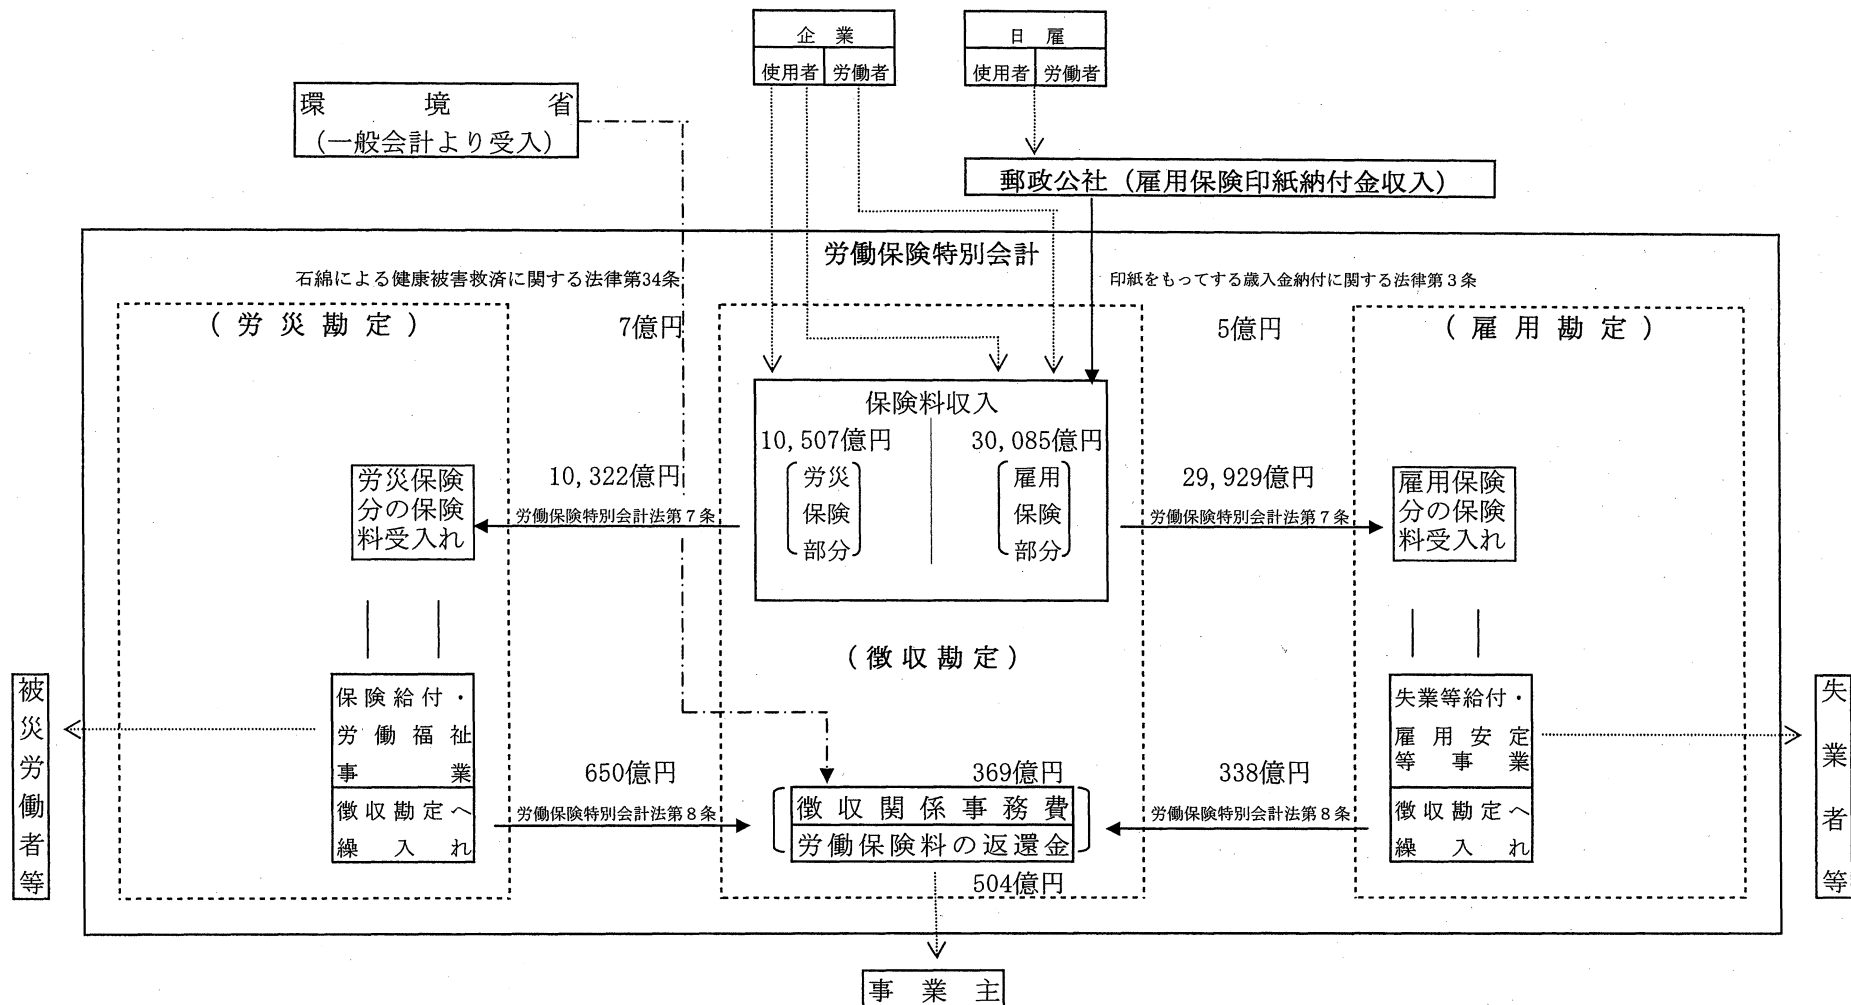 企業
使用者 労働者
日雇
使用者 労働者
環境省
（一般会計より受入）
郵政公社（雇用保険印紙納付金収入）
労働保険特別会計
石綿による健康被害救済に関する法律第34条
印紙をもってする歳入金納付に関する法律第３条
（労災勘定）
7億円
5億円
（雇用勘定）
保険料収入
10,507億円
30,085億円
労災
保険
部分
雇用
保険
部分
労災保険
分の保険
料受入れ
10,322億円
労働保険特別会計法第７条
29,929億円
労働保険特別会計法第７条
雇用保険
分の保険
料受入れ
（徴収勘定）
被災労働者等
保険給付・
労働福祉
事業
徴収勘定へ
繰入れ
650億円
労働保険特別会計法第８条
369億円
徴収関係事務費
労働保険料の返還金
504億円
338億円
労働保険特別会計法第８条
失業等給付・
雇用安定
等事業
徴収勘定へ
繰入れ
失業者等
事業主